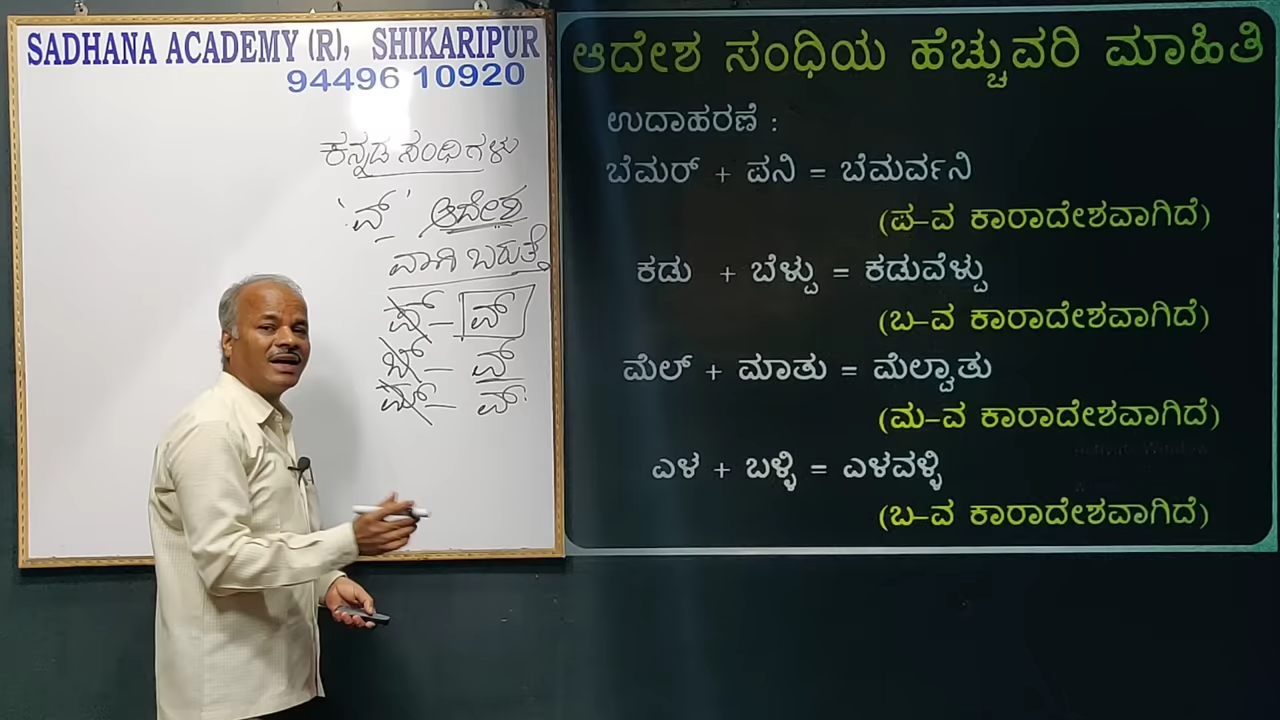 SADHANA ACADEMY (R), SHIKARIPUR
94496 10920
ಕನ್ನಡ ಸಂಧಿಗಳು
'ವ್' ಆದೇಶ
ವಾಗಿ ಬರುತ್ತೆ
ಪ್ – ವ್
ಬ್ – ವ್
ಮ್ – ವ್
ಆದೇಶ ಸಂಧಿಯ ಹೆಚ್ಚುವರಿ ಮಾಹಿತಿ
ಉದಾಹರಣೆ :
ಬೆಮರ್ + ಪನಿ = ಬೆಮರ್ವನಿ
(ಪ–ವ ಕಾರಾದೇಶವಾಗಿದೆ)
ಕಡು + ಬೆಳ್ಪು = ಕಡುವೆಳ್ಪು
(ಬ–ವ ಕಾರಾದೇಶವಾಗಿದೆ)
ಮೆಲ್ + ಮಾತು = ಮೆಲ್ವಾತು
(ಮ–ವ ಕಾರಾದೇಶವಾಗಿದೆ)
ಎಳ + ಬಳ್ಳಿ = ಎಳವಳ್ಳಿ
(ಬ–ವ ಕಾರಾದೇಶವಾಗಿದೆ)